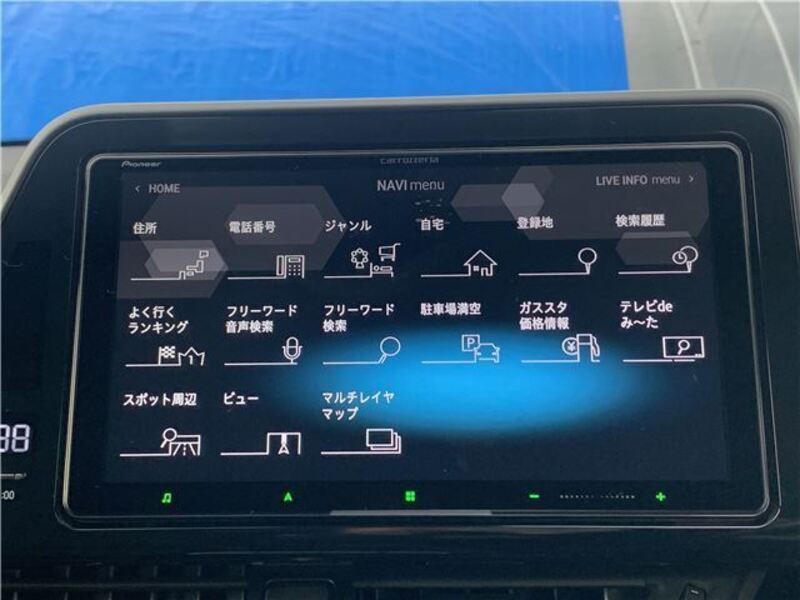 Pioneer
carrozzeria
HOME
NAVI menu
LIVE INFO menu
住所
電話番号
ジャンル
自宅
登録地
検索履歴
よく行く
ランキング
フリーワード
音声検索
フリーワード
検索
駐車場満空
ガススタ
価格情報
テレビde
み〜た
P
¥
スポット周辺
ビュー
マルチレイヤ
マップ
:00